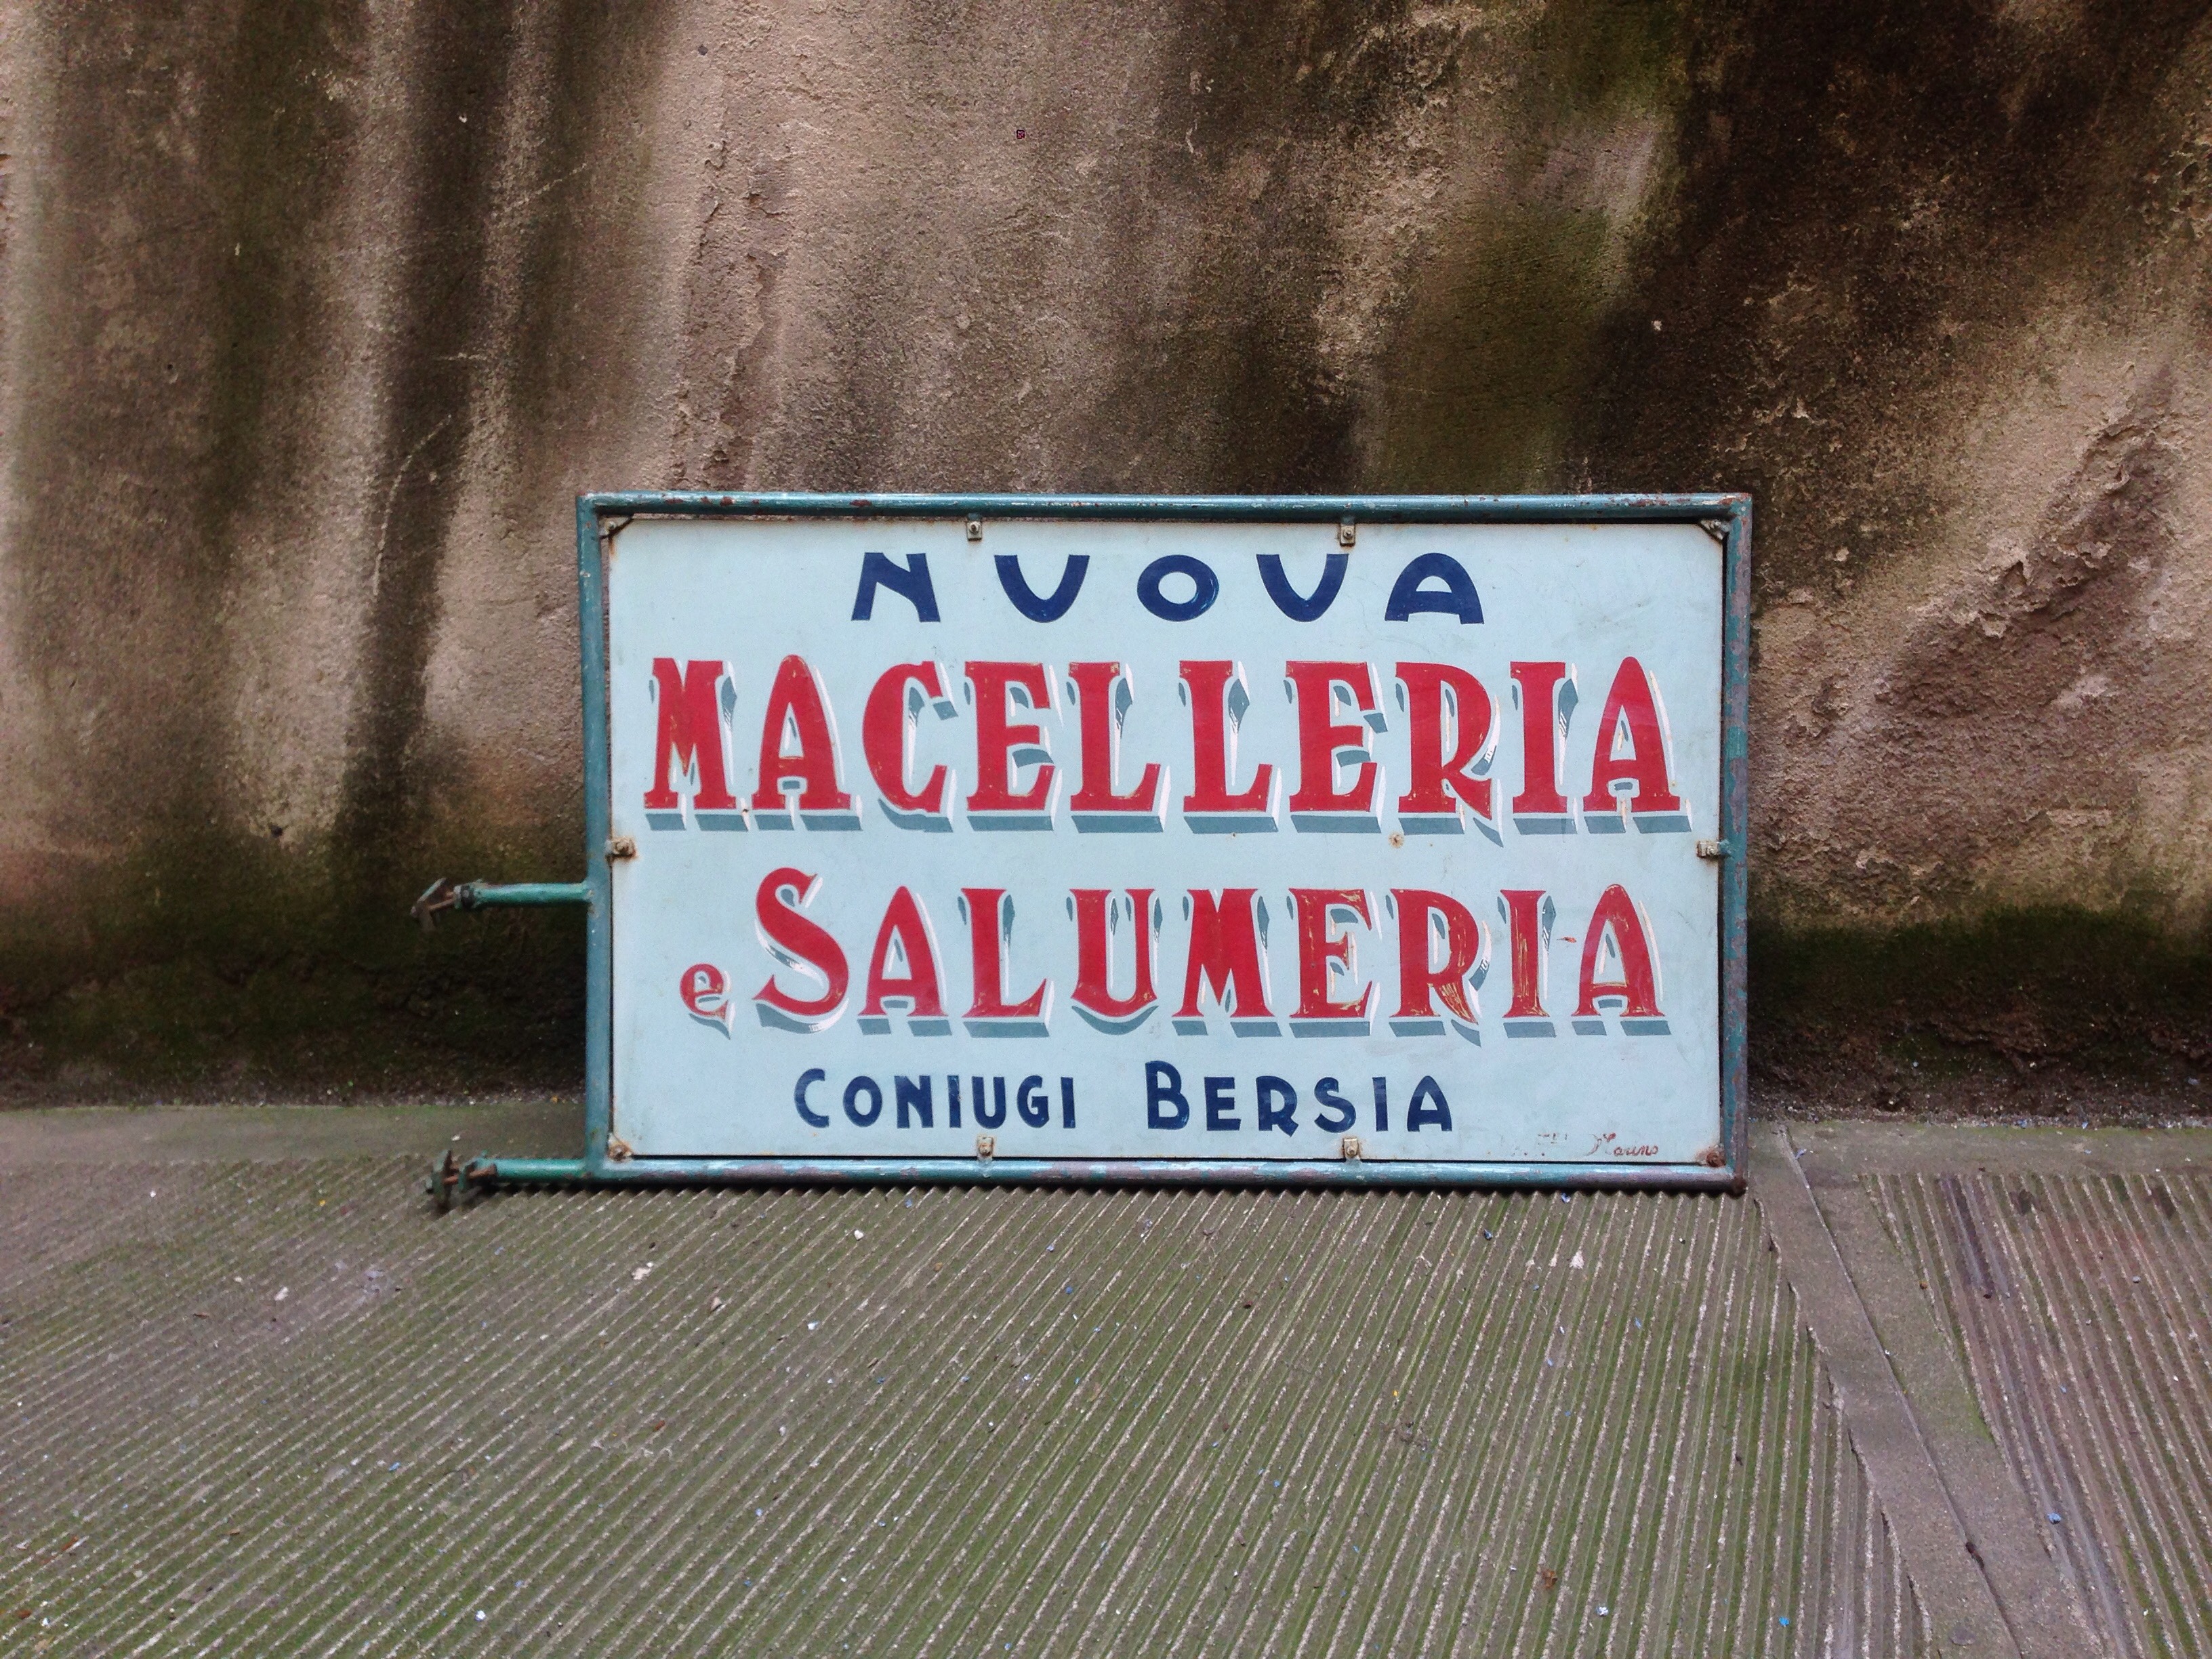 NUOVA
MACELLERIA
e SALUMERIA
CONIUGI BERSIA